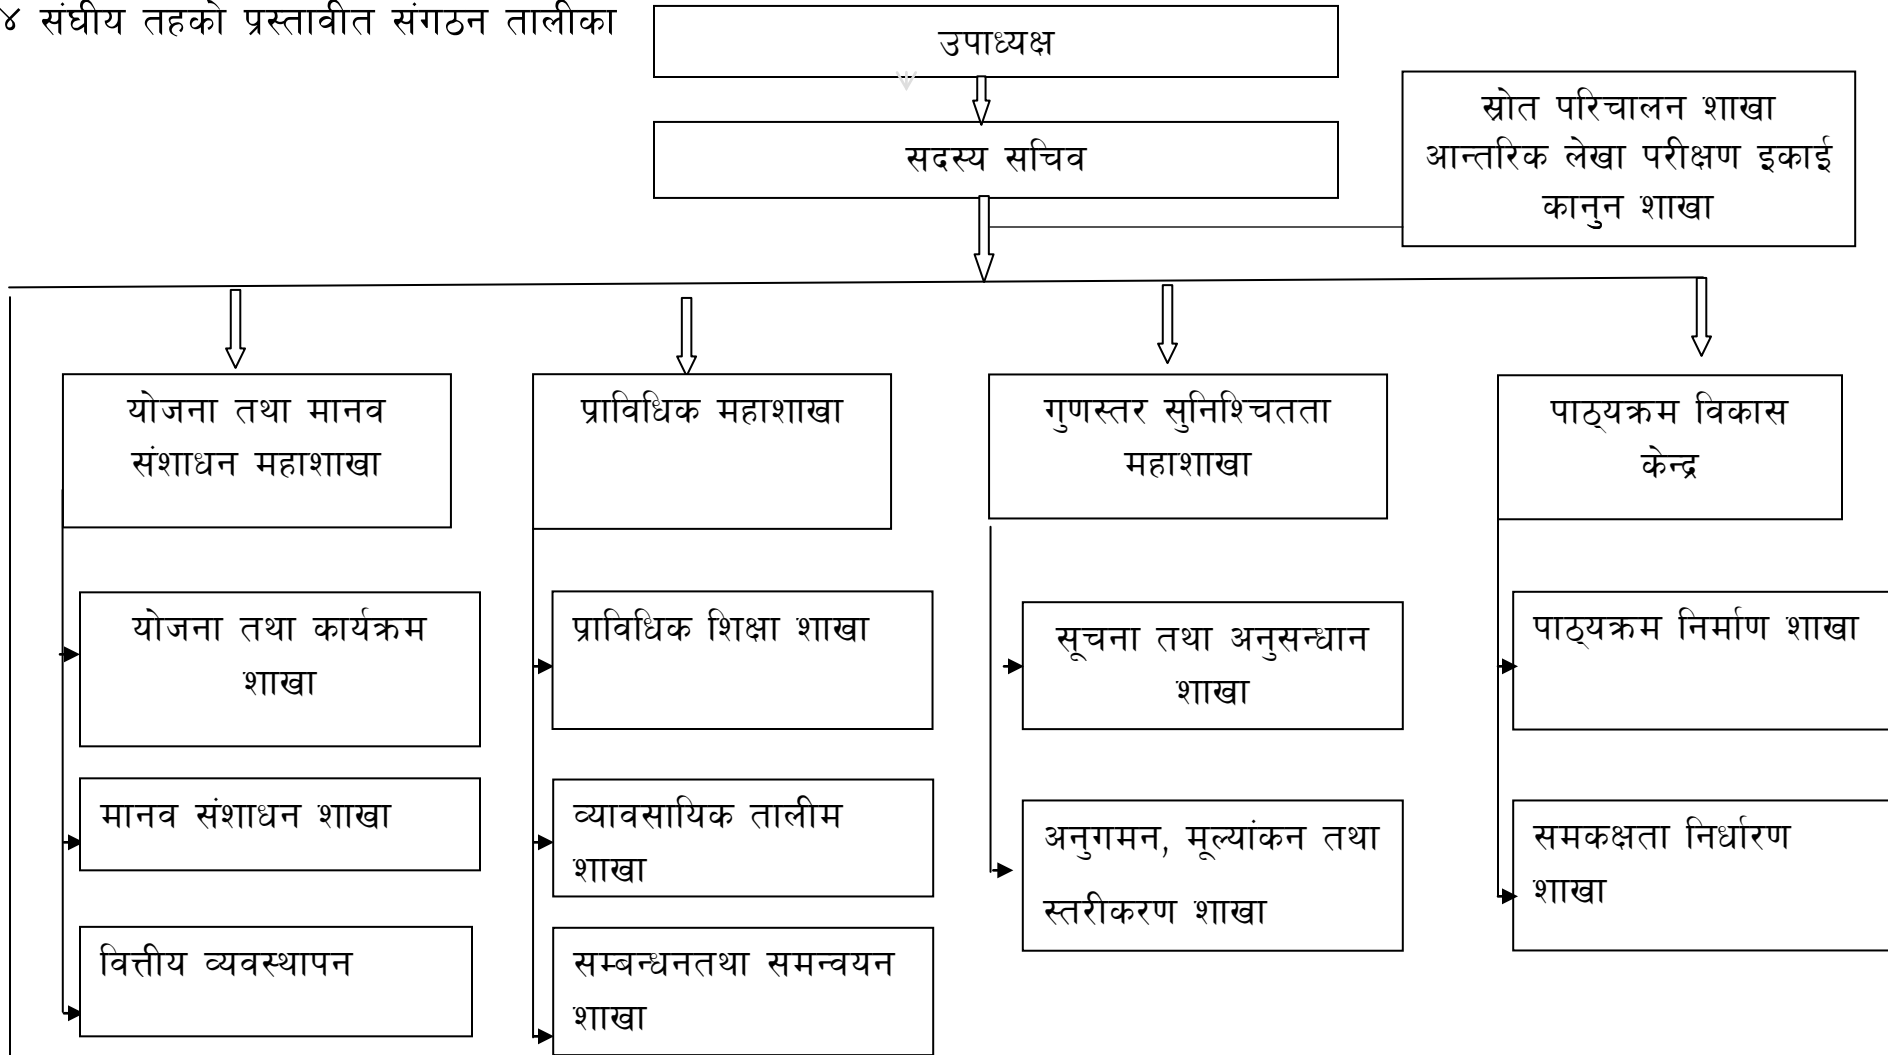 ४ संघीय तहको प्रस्तावीत संगठन तालीका
उपाध्यक्ष
सदस्य सचिव
स्रोत परिचालन शाखा
आन्तरिक लेखा परीक्षण इकाई
कानुन शाखा
योजना तथा मानव
संशाधन महाशाखा
प्राविधिक महाशाखा
गुणस्तर सुनिश्चितता
महाशाखा
पाठ्यक्रम विकास
केन्द्र
योजना तथा कार्यक्रम
शाखा
मानव संशाधन शाखा
वित्तीय व्यवस्थापन
प्राविधिक शिक्षा शाखा
व्यावसायिक तालीम
शाखा
सम्बन्धनतथा समन्वयन
शाखा
सूचना तथा अनुसन्धान
शाखा
अनुगमन, मूल्यांकन तथा
स्तरीकरण शाखा
पाठ्यक्रम निर्माण शाखा
समकक्षता निर्धारण
शाखा